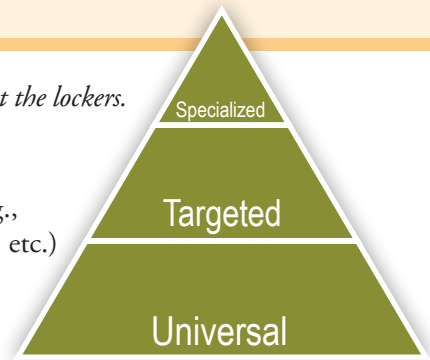 t the lockers.
Specialized
g.,
Targeted
etc.)
Universal